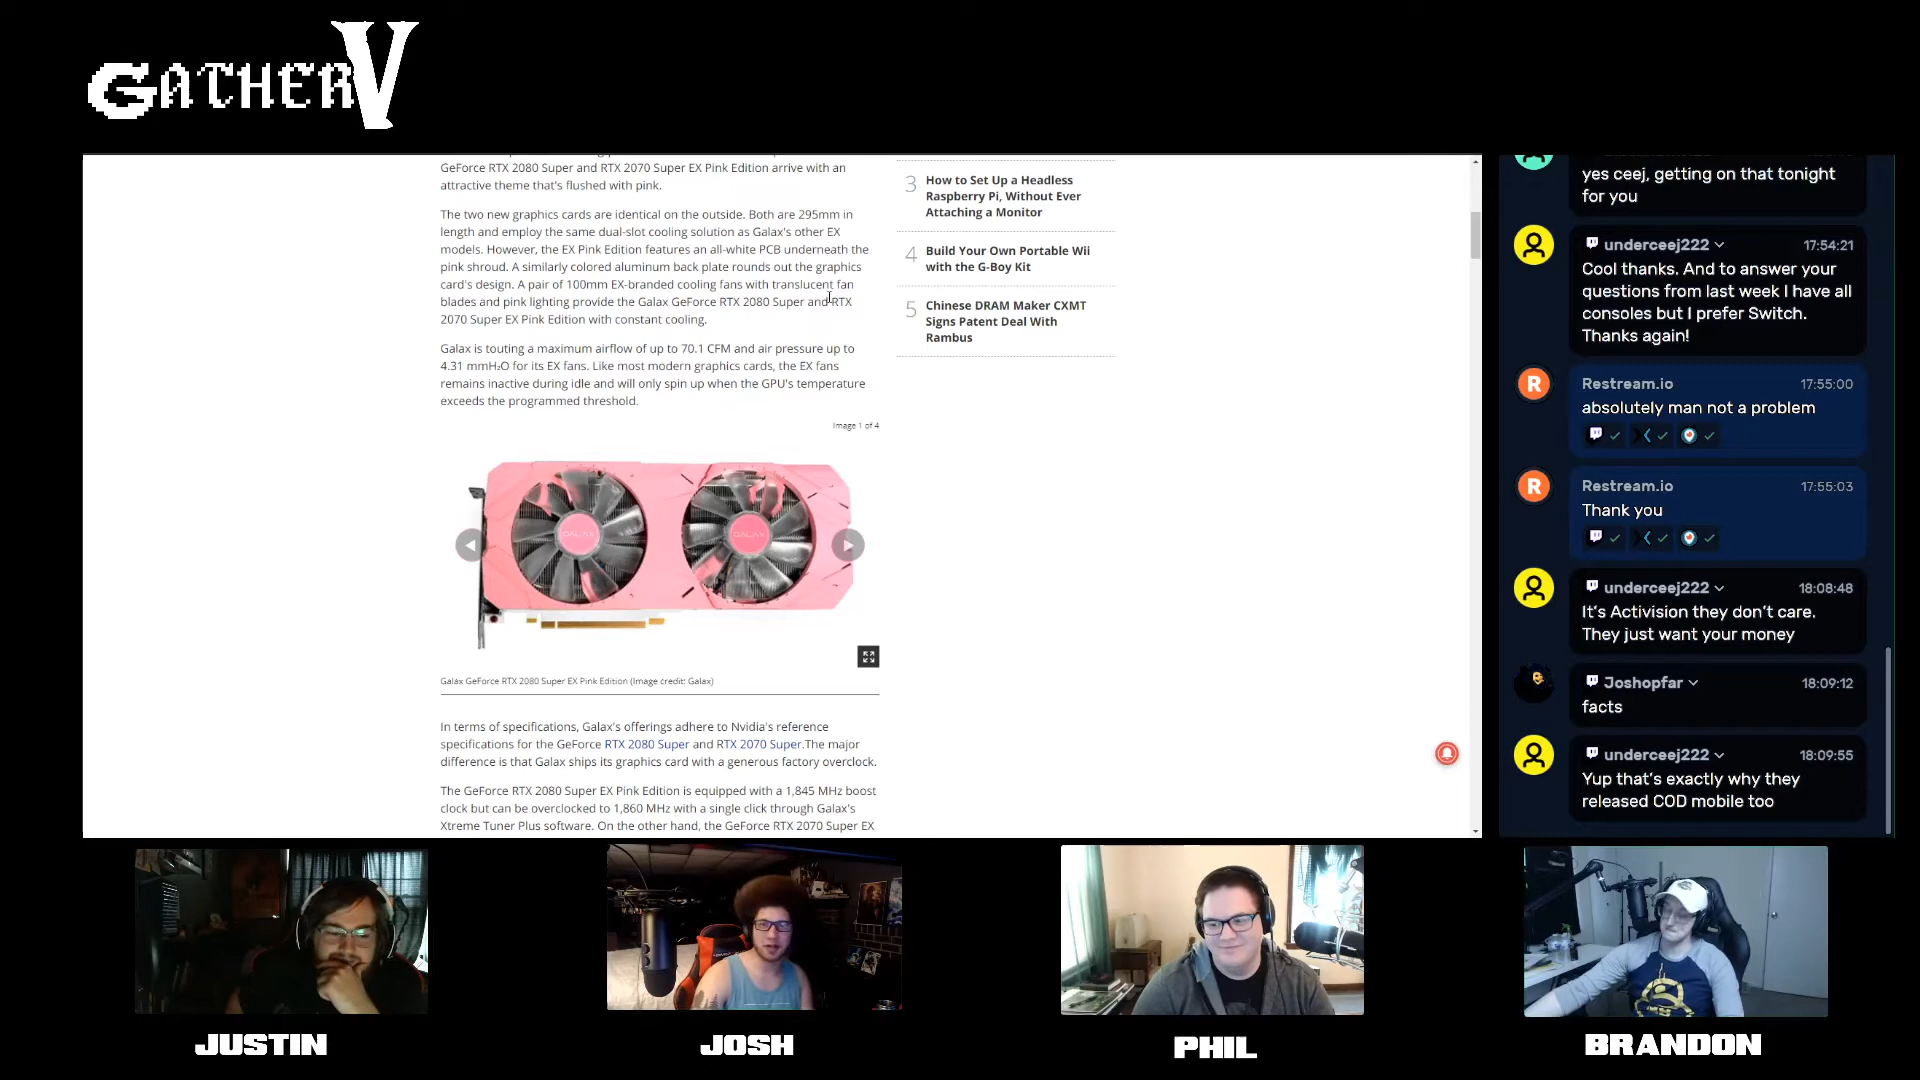 GATHERV
GeForce RTX 2080 Super and RTX 2070 Super EX Pink Edition arrive with an
attractive theme that's flushed with pink.
The two new graphics cards are identical on the outside. Both are 295mm in
length and employ the same dual-slot cooling solution as Galax's other EX
models. However, the EX Pink Edition features an all-white PCB underneath the
pink shroud. A similarly colored aluminum back plate rounds out the graphics
card's design. A pair of 100mm EX-branded cooling fans with translucent fan
blades and pink lighting provide the Galax GeForce RTX 2080 Super and RTX
2070 Super EX Pink Edition with constant cooling.
Galax is touting a maximum airflow of up to 70.1 CFM and air pressure up to
4.31 mmH₂O for its EX fans. Like most modern graphics cards, the EX fans
remains inactive during idle and will only spin up when the GPU's temperature
exceeds the programmed threshold.
Image 1 of 4
GALAX
GALAX
Galax GeForce RTX 2080 Super EX Pink Edition (Image credit: Galax)
In terms of specifications, Galax's offerings adhere to Nvidia's reference
specifications for the GeForce RTX 2080 Super and RTX 2070 Super.The major
difference is that Galax ships its graphics card with a generous factory overclock.
The GeForce RTX 2080 Super EX Pink Edition is equipped with a 1,845 MHz boost
clock but can be overclocked to 1,860 MHz with a single click through Galax's
Xtreme Tuner Plus software. On the other hand, the GeForce RTX 2070 Super EX
3
How to Set Up a Headless
Raspberry Pi, Without Ever
Attaching a Monitor
4
Build Your Own Portable Wii
with the G-Boy Kit
5
Chinese DRAM Maker CXMT
Signs Patent Deal With
Rambus
yes ceej, getting on that tonight
for you
underceej222 17:54:21
Cool thanks. And to answer your
questions from last week I have all
consoles but I prefer Switch.
Thanks again!
R
Restream.io 17:55:00
absolutely man not a problem
R
Restream.io 17:55:03
Thank you
underceej222 18:08:48
It's Activision they don't care.
They just want your money
Joshopfar 18:09:12
facts
underceej222 18:09:55
Yup that's exactly why they
released COD mobile too
JUSTIN
JOSH
PHIL
BRANDON